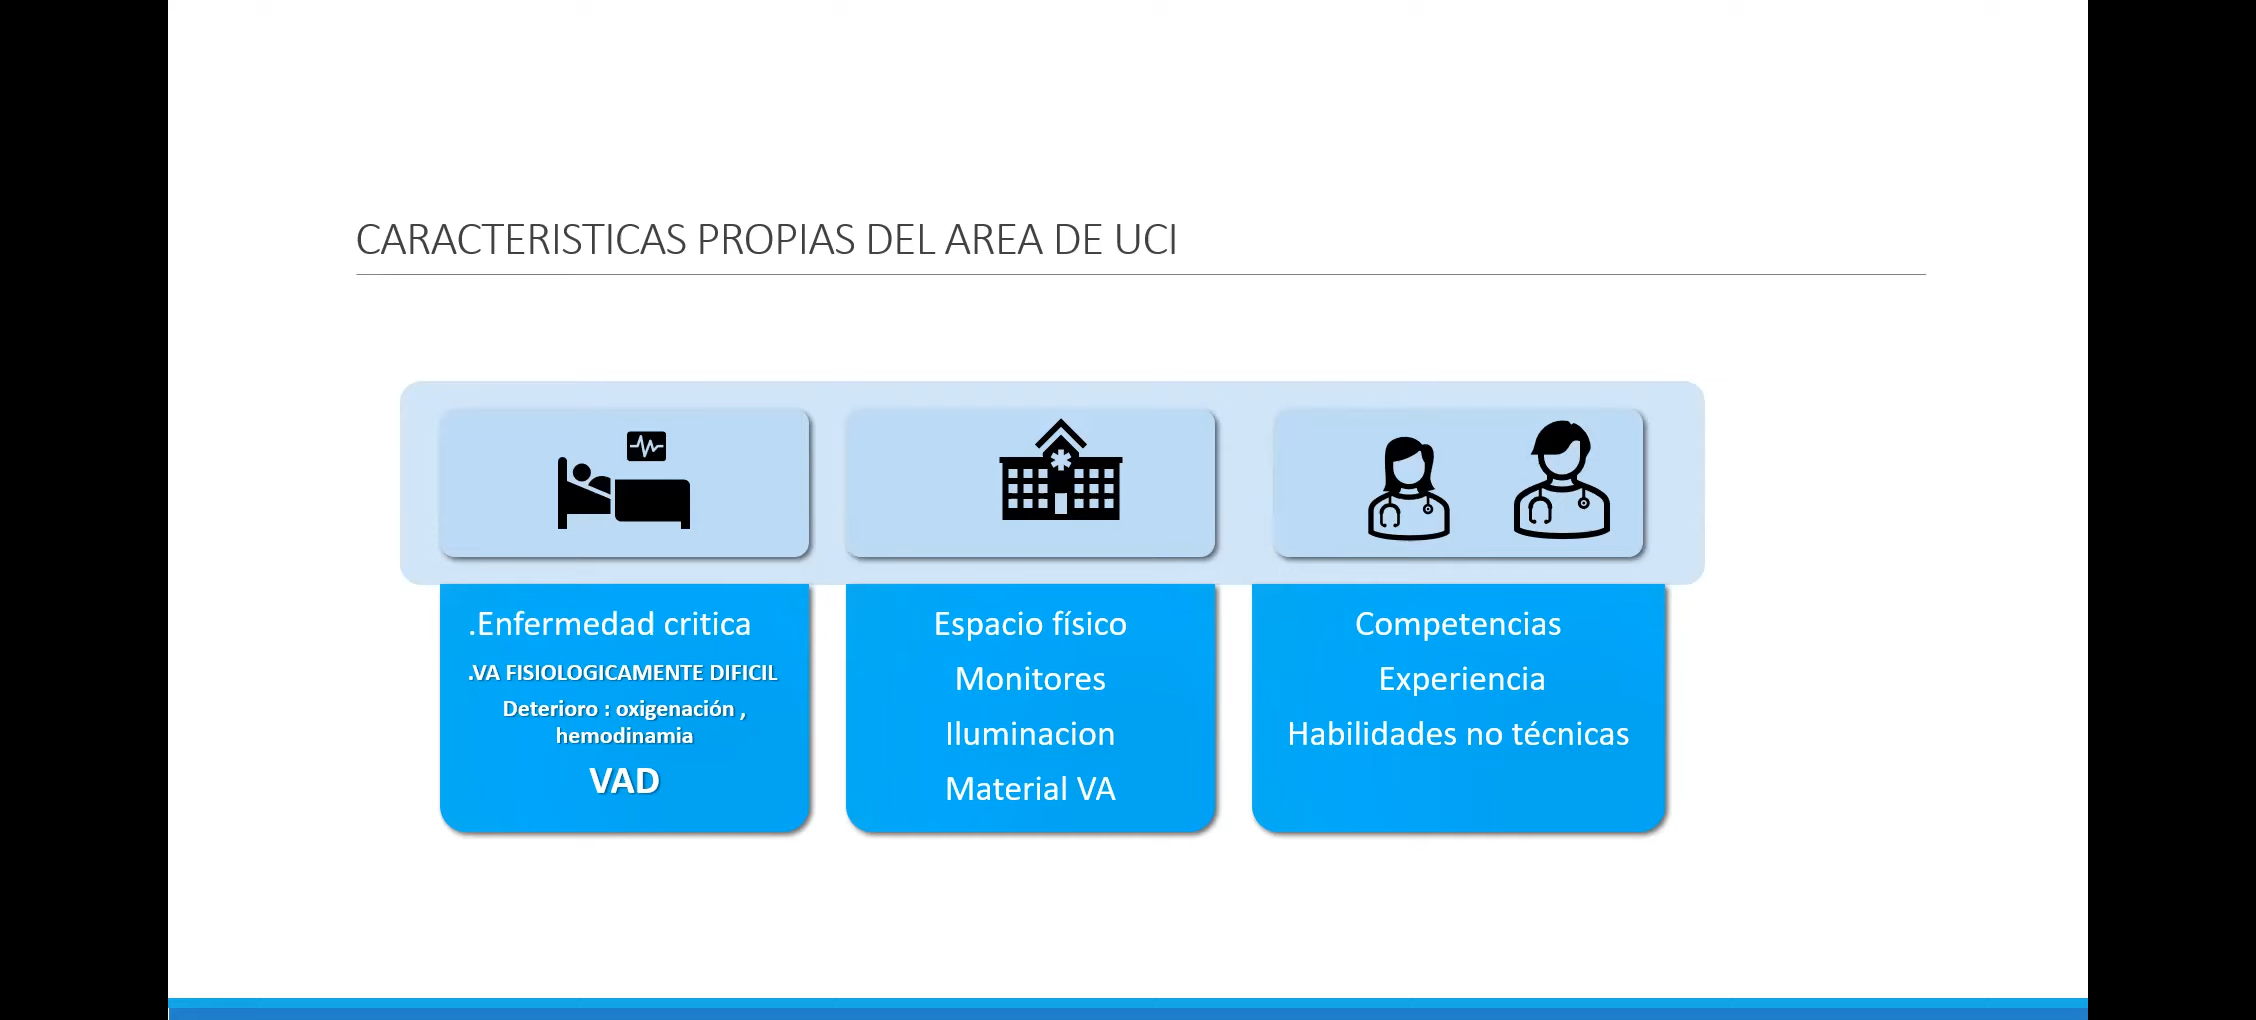 CARACTERISTICAS PROPIAS DEL AREA DE UCI
.Enfermedad critica
.VA FISIOLOGICAMENTE DIFICIL
Deterioro : oxigenación ,
hemodinamia
VAD
Espacio físico
Monitores
Iluminacion
Material VA
Competencias
Experiencia
Habilidades no técnicas